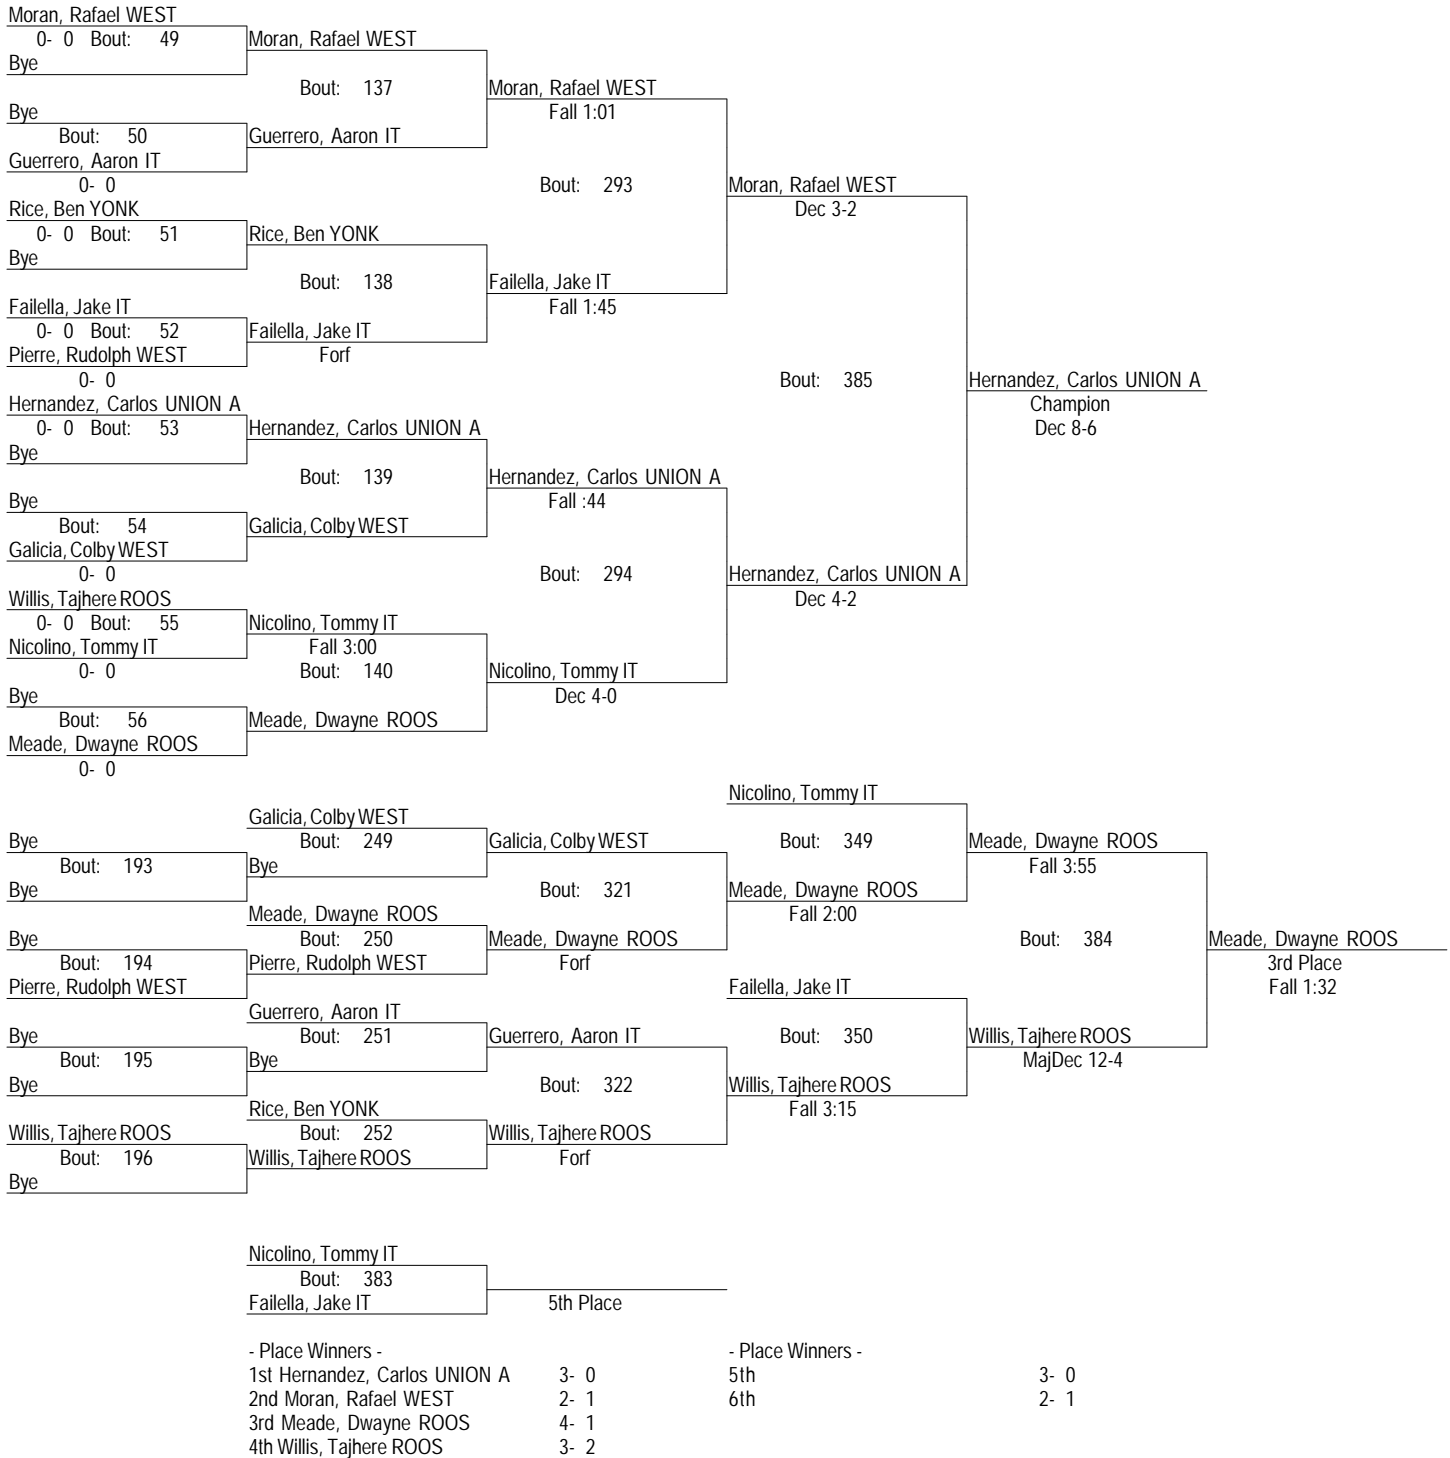 Moran, Rafael WEST
0- 0 Bout: 49
Bye
Bye
Bout: 50
Guerrero, Aaron IT
0- 0
Rice, Ben YONK
0- 0 Bout: 51
Bye
Failella, Jake IT
0- 0 Bout: 52
Pierre, Rudolph WEST
0- 0
Hernandez, Carlos UNION A
0- 0 Bout: 53
Bye
Bye
Bout: 54
Galicia, Colby WEST
0- 0
Willis, Tajhere ROOS
0- 0 Bout: 55
Nicolino, Tommy IT
0- 0
Bye
Bout: 56
Meade, Dwayne ROOS
0- 0
Moran, Rafael WEST
Bout: 137
Guerrero, Aaron IT
Rice, Ben YONK
Bout: 138
Failella, Jake IT
Forf
Hernandez, Carlos UNION A
Bout: 139
Galicia, Colby WEST
Nicolino, Tommy IT
Fall 3:00
Bout: 140
Meade, Dwayne ROOS
Moran, Rafael WEST
Fall 1:01
Bout: 293
Failella, Jake IT
Fall 1:45
Hernandez, Carlos UNION A
Fall :44
Bout: 294
Nicolino, Tommy IT
Dec 4-0
Moran, Rafael WEST
Dec 3-2
Bout: 385
Hernandez, Carlos UNION A
Dec 4-2
Hernandez, Carlos UNION A
Champion
Dec 8-6
Bye
Bout: 193
Bye
Bye
Bout: 194
Pierre, Rudolph WEST
Bye
Bout: 195
Bye
Willis, Tajhere ROOS
Bout: 196
Bye
Galicia, Colby WEST
Bout: 249
Bye
Meade, Dwayne ROOS
Bout: 250
Pierre, Rudolph WEST
Guerrero, Aaron IT
Bout: 251
Bye
Rice, Ben YONK
Bout: 252
Willis, Tajhere ROOS
Galicia, Colby WEST
Bout: 321
Meade, Dwayne ROOS
Forf
Guerrero, Aaron IT
Bout: 322
Willis, Tajhere ROOS
Forf
Nicolino, Tommy IT
Bout: 349
Meade, Dwayne ROOS
Fall 2:00
Failella, Jake IT
Bout: 350
Willis, Tajhere ROOS
Fall 3:15
Meade, Dwayne ROOS
Fall 3:55
Bout: 384
Willis, Tajhere ROOS
MajDec 12-4
Meade, Dwayne ROOS
3rd Place
Fall 1:32
Nicolino, Tommy IT
Bout: 383
Failella, Jake IT
5th Place
- Place Winners -
1st Hernandez, Carlos UNION A 3- 0
2nd Moran, Rafael WEST 2- 1
3rd Meade, Dwayne ROOS 4- 1
4th Willis, Tajhere ROOS 3- 2
- Place Winners -
5th 3- 0
6th 2- 1